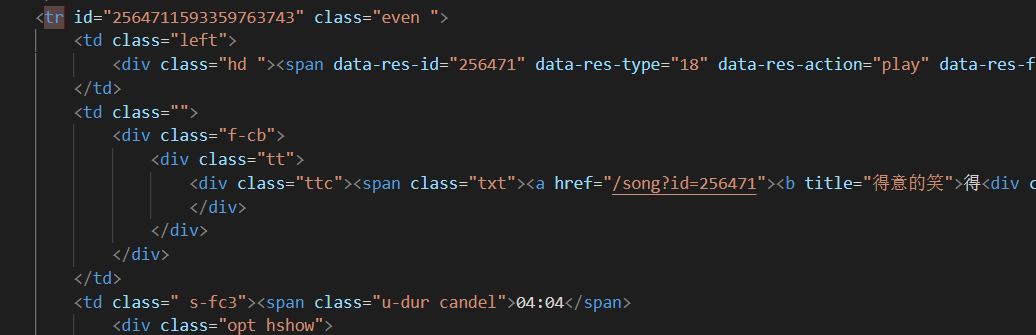 <tr id="2564711593359763743" class="even ">
<td class="left">
<div class="hd "><span data-res-id="256471" data-res-type="18" data-res-action="play" data-res-f
</td>
<td class="">
<div class="f-cb">
<div class="tt">
<div class="ttc"><span class="txt"><a href="/song?id=256471"><b title="得意的笑">得<div c
</div>
</div>
</div>
</td>
<td class=" s-fc3"><span class="u-dur candel">04:04</span>
<div class="opt hshow">